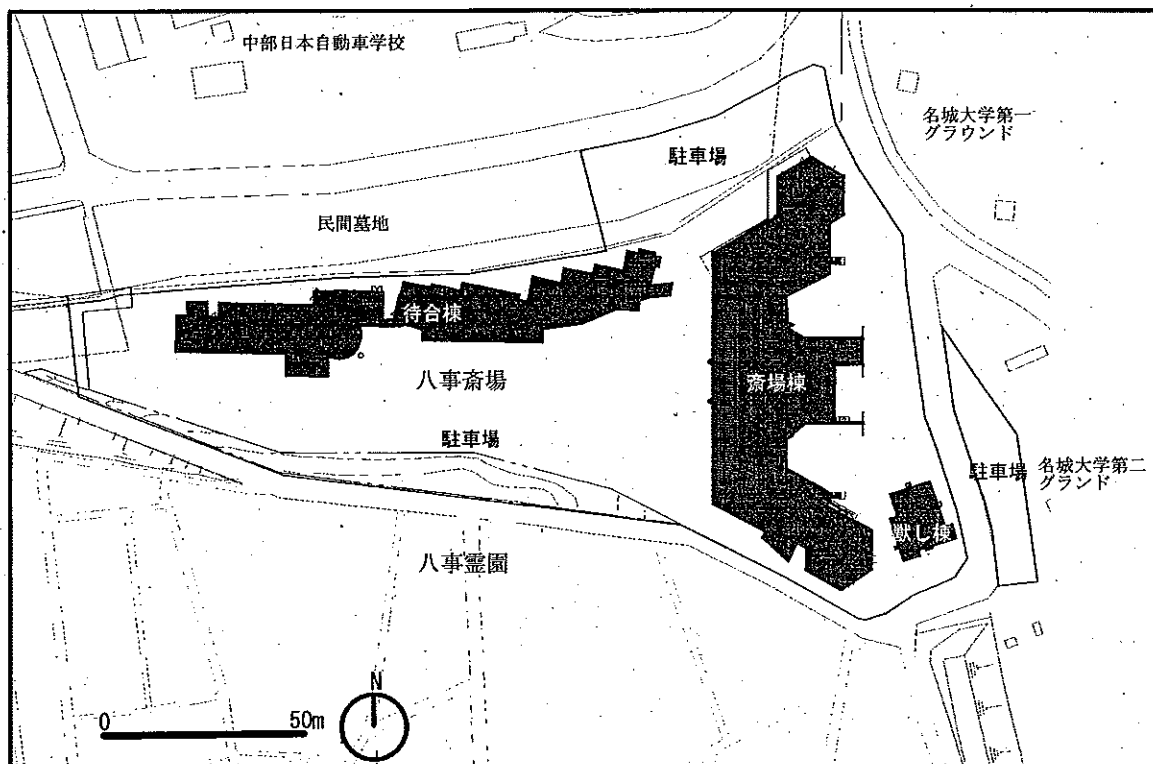 中部日本自動車学校
名城大学第一
グラウンド
駐車場
民間墓地
待合棟
八事斎場
斎場棟
駐車場
駐車場
名城大学第二
グランド
獣し棟
八事霊園
N
0
50m